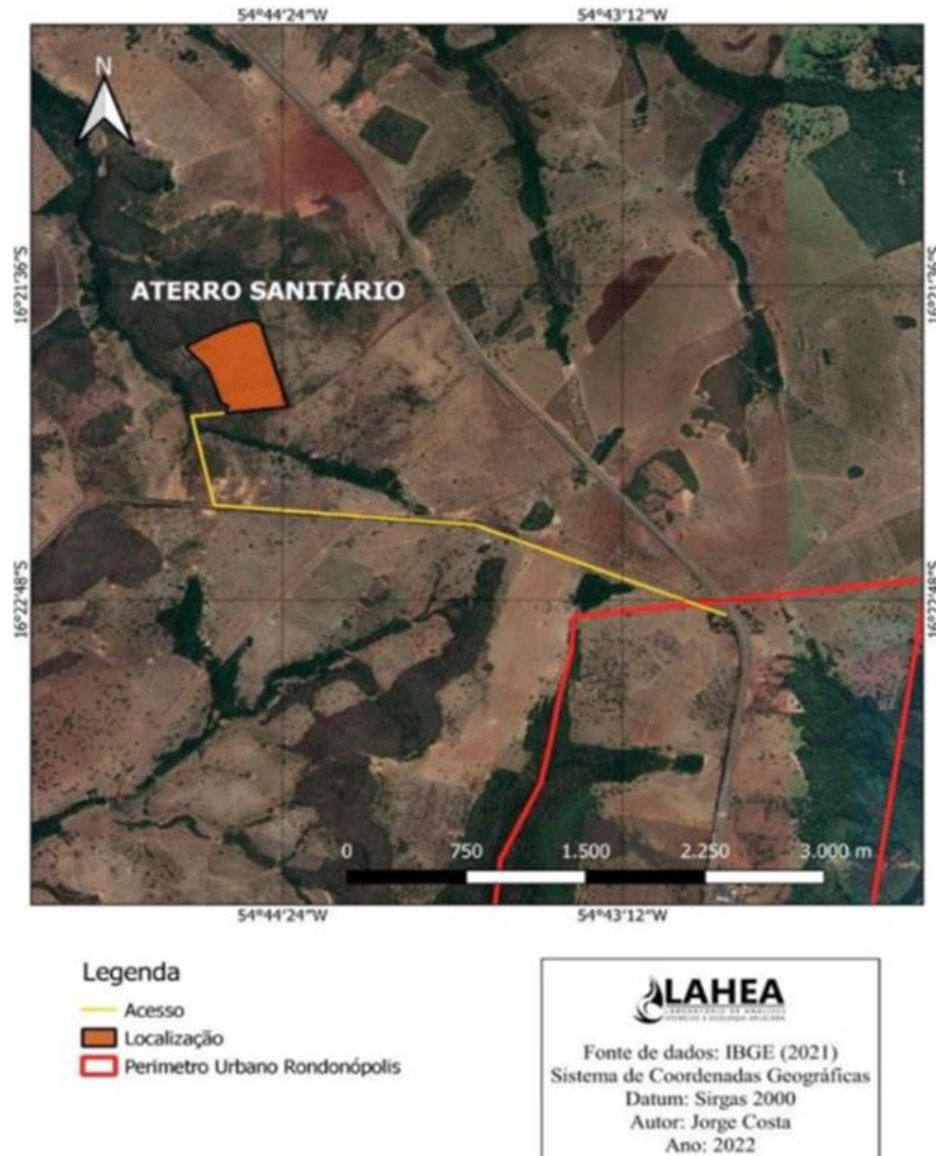 54°44'24"W 54°43'12"W
N
16°21'36"S 16°21'36"S
ATERRO SANITÁRIO
16°22'48"S 16°22'48"S
0 750 1.500 2.250 3.000 m
54°44'24"W 54°43'12"W
Legenda
Acesso
Localização
Perimetro Urbano Rondonópolis
LAHEA
Fonte de dados: IBGE (2021)
Sistema de Coordenadas Geográficas
Datum: Sirgas 2000
Autor: Jorge Costa
Ano: 2022